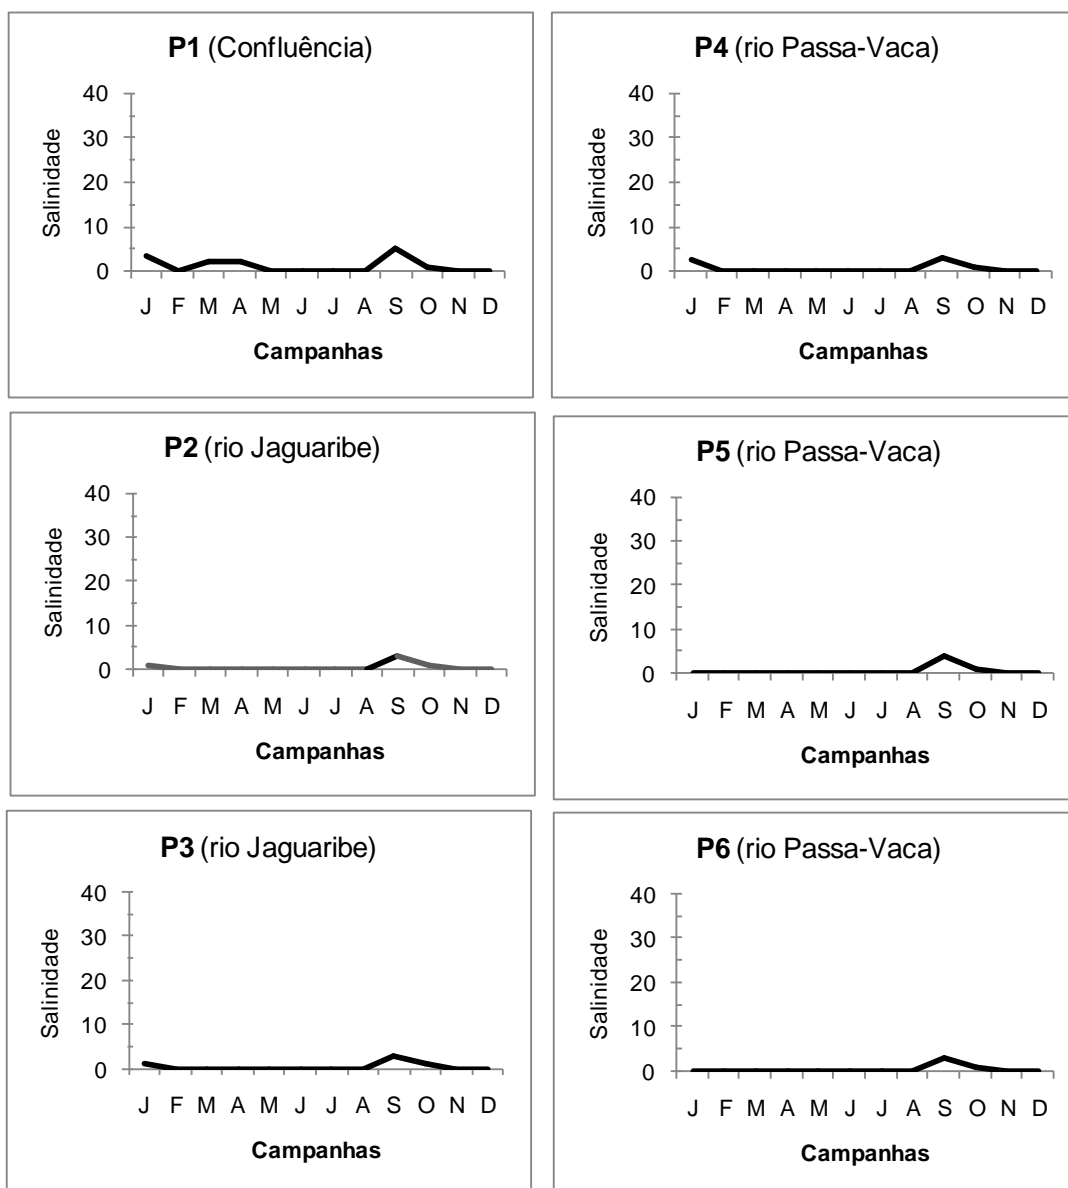 P1 (Confluência)
40
30
20
10
0
Salinidade
J F M A M J J A S O N D
Campanhas
P4 (rio Passa-Vaca)
40
30
20
10
0
Salinidade
J F M A M J J A S O N D
Campanhas
P2 (rio Jaguaribe)
40
30
20
10
0
Salinidade
J F M A M J J A S O N D
Campanhas
P5 (rio Passa-Vaca)
40
30
20
10
0
Salinidade
J F M A M J J A S O N D
Campanhas
P3 (rio Jaguaribe)
40
30
20
10
0
Salinidade
J F M A M J J A S O N D
Campanhas
P6 (rio Passa-Vaca)
40
30
20
10
0
Salinidade
J F M A M J J A S O N D
Campanhas